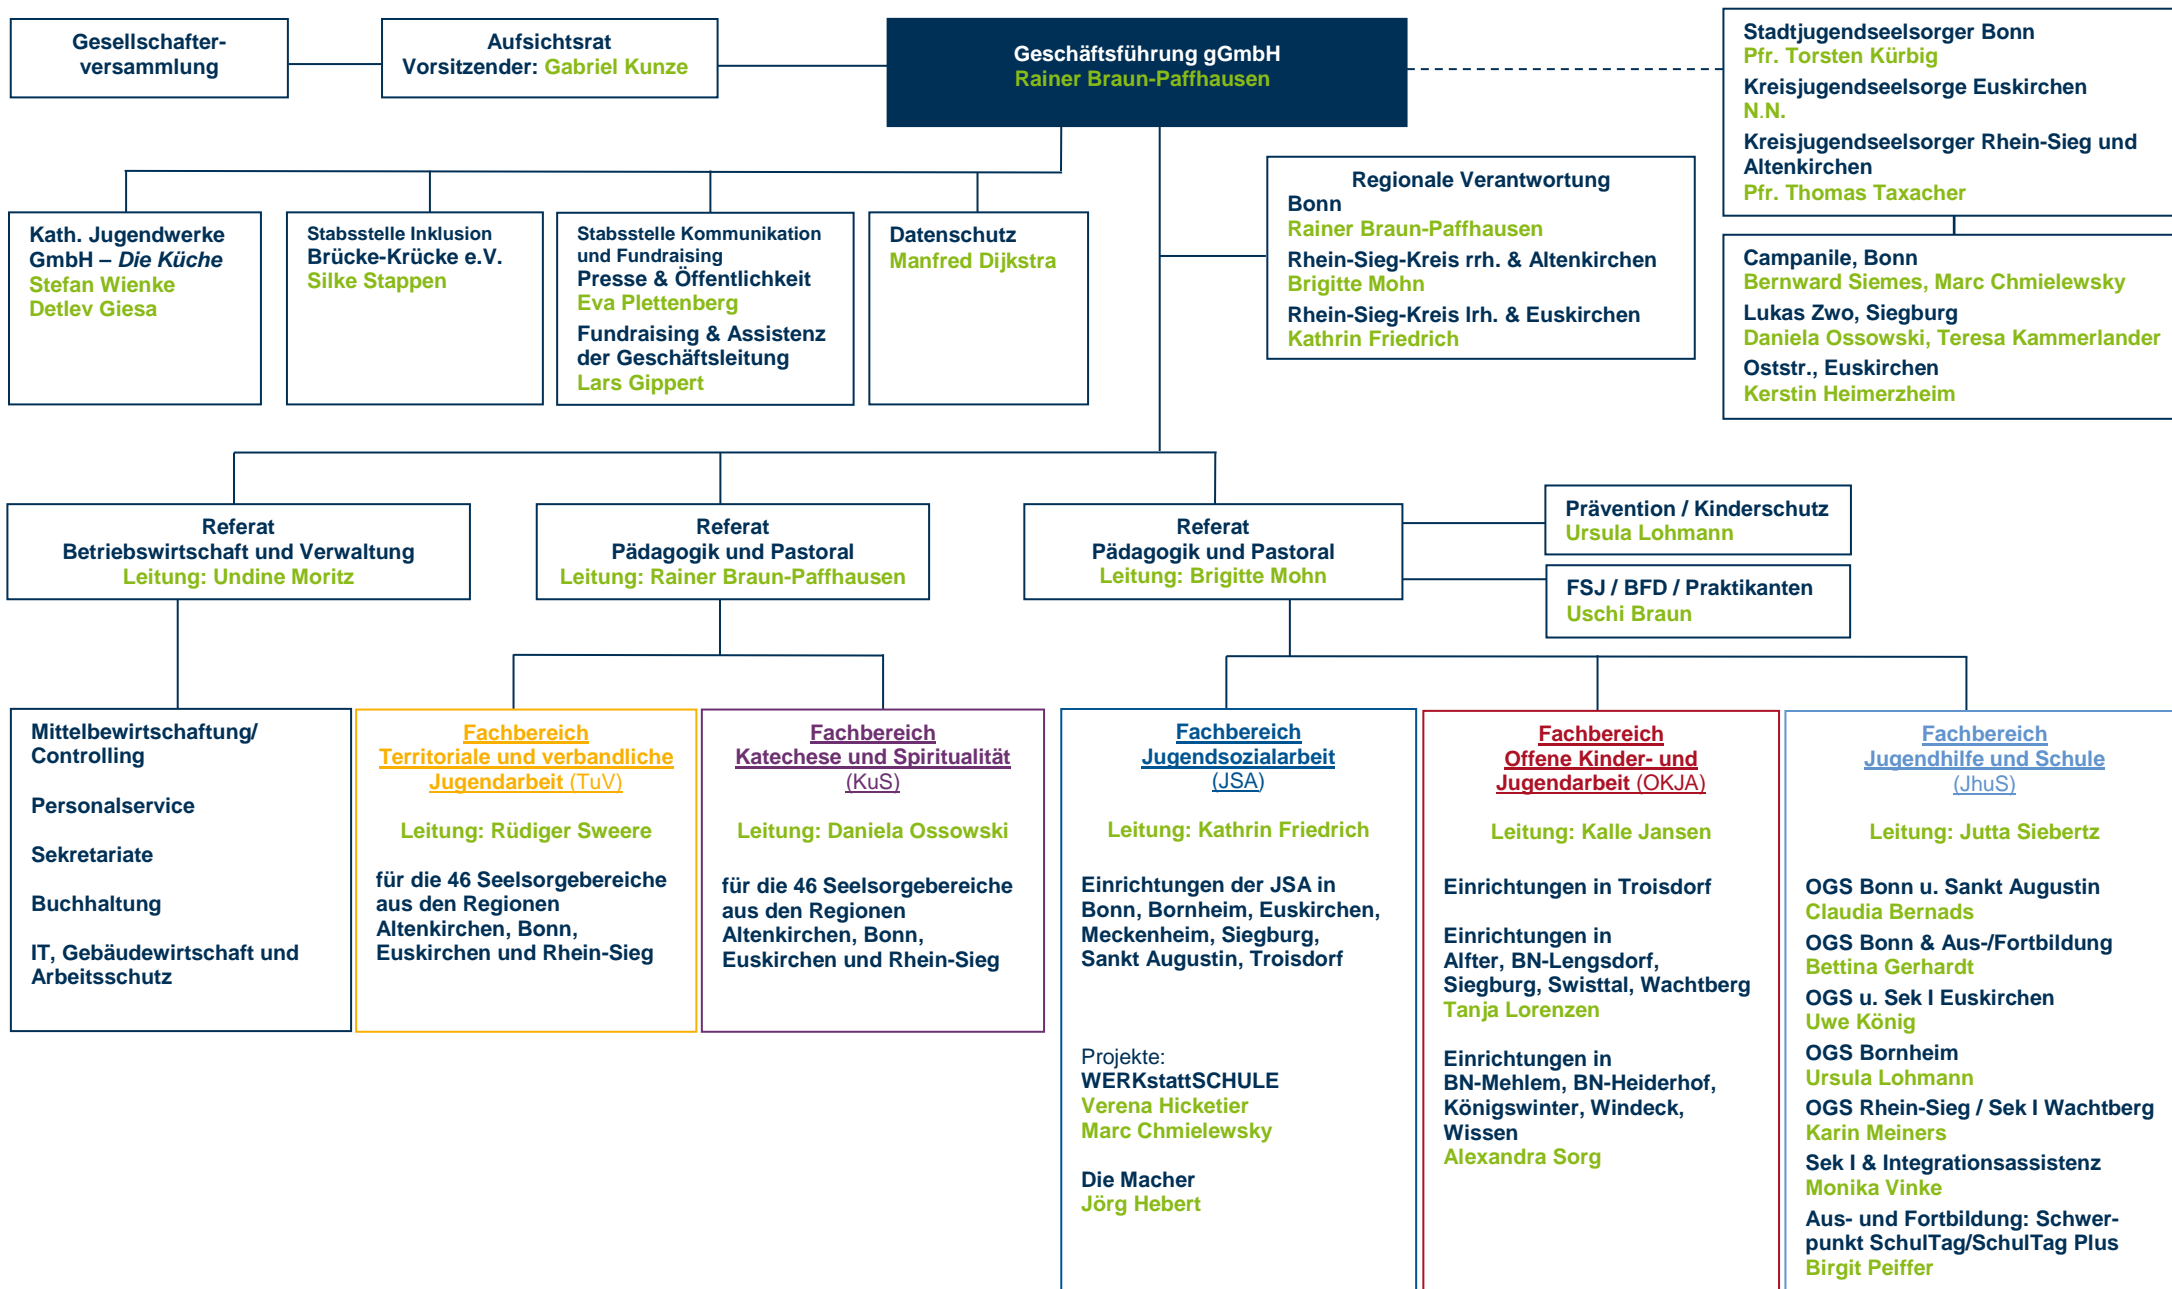 Gesellschafter-
versammlung
Aufsichtsrat
Vorsitzender: Gabriel Kunze
Geschäftsführung gGmbH
Rainer Braun-Paffhausen
Stadtjugendseelsorger Bonn
Pfr. Torsten Kürbig
Kreisjugendseelsorge Euskirchen
N.N.
Kreisjugendseelsorger Rhein-Sieg und
Altenkirchen
Pfr. Thomas Taxacher
Kath. Jugendwerke
GmbH – Die Küche
Stefan Wienke
Detlev Giesa
Stabsstelle Inklusion
Brücke-Krücke e.V.
Silke Stappen
Stabsstelle Kommunikation
und Fundraising
Presse & Öffentlichkeit
Eva Plettenberg
Fundraising & Assistenz
der Geschäftsleitung
Lars Gippert
Datenschutz
Manfred Dijkstra
Regionale Verantwortung
Bonn
Rainer Braun-Paffhausen
Rhein-Sieg-Kreis rrh. & Altenkirchen
Brigitte Mohn
Rhein-Sieg-Kreis lrh. & Euskirchen
Kathrin Friedrich
Campanile, Bonn
Bernward Siemes, Marc Chmielewsky
Lukas Zwo, Siegburg
Daniela Ossowski, Teresa Kammerlander
Oststr., Euskirchen
Kerstin Heimerzheim
Referat
Betriebswirtschaft und Verwaltung
Leitung: Undine Moritz
Referat
Pädagogik und Pastoral
Leitung: Rainer Braun-Paffhausen
Referat
Pädagogik und Pastoral
Leitung: Brigitte Mohn
Prävention / Kinderschutz
Ursula Lohmann
FSJ / BFD / Praktikanten
Uschi Braun
Mittelbewirtschaftung/
Controlling
Personalservice
Sekretariate
Buchhaltung
IT, Gebäudewirtschaft und
Arbeitsschutz
Fachbereich
Territoriale und verbandliche
Jugendarbeit (TuV)
Leitung: Rüdiger Sweere
für die 46 Seelsorgebereiche
aus den Regionen
Altenkirchen, Bonn,
Euskirchen und Rhein-Sieg
Fachbereich
Katechese und Spiritualität
(KuS)
Leitung: Daniela Ossowski
für die 46 Seelsorgebereiche
aus den Regionen
Altenkirchen, Bonn,
Euskirchen und Rhein-Sieg
Fachbereich
Jugendsozialarbeit
(JSA)
Leitung: Kathrin Friedrich
Einrichtungen der JSA in
Bonn, Bornheim, Euskirchen,
Meckenheim, Siegburg,
Sankt Augustin, Troisdorf
Projekte:
WERKstattSCHULE
Verena Hicketier
Marc Chmielewsky
Die Macher
Jörg Hebert
Fachbereich
Offene Kinder- und
Jugendarbeit (OKJA)
Leitung: Kalle Jansen
Einrichtungen in Troisdorf
Einrichtungen in
Alfter, BN-Lengsdorf,
Siegburg, Swisttal, Wachtberg
Tanja Lorenzen
Einrichtungen in
BN-Mehlem, BN-Heiderhof,
Königswinter, Windeck,
Wissen
Alexandra Sorg
Fachbereich
Jugendhilfe und Schule
(JhuS)
Leitung: Jutta Siebertz
OGS Bonn u. Sankt Augustin
Claudia Bernads
OGS Bonn & Aus-/Fortbildung
Bettina Gerhardt
OGS u. Sek I Euskirchen
Uwe König
OGS Bornheim
Ursula Lohmann
OGS Rhein-Sieg / Sek I Wachtberg
Karin Meiners
Sek I & Integrationsassistenz
Monika Vinke
Aus- und Fortbildung: Schwer-
punkt SchulTag/SchulTag Plus
Birgit Peiffer